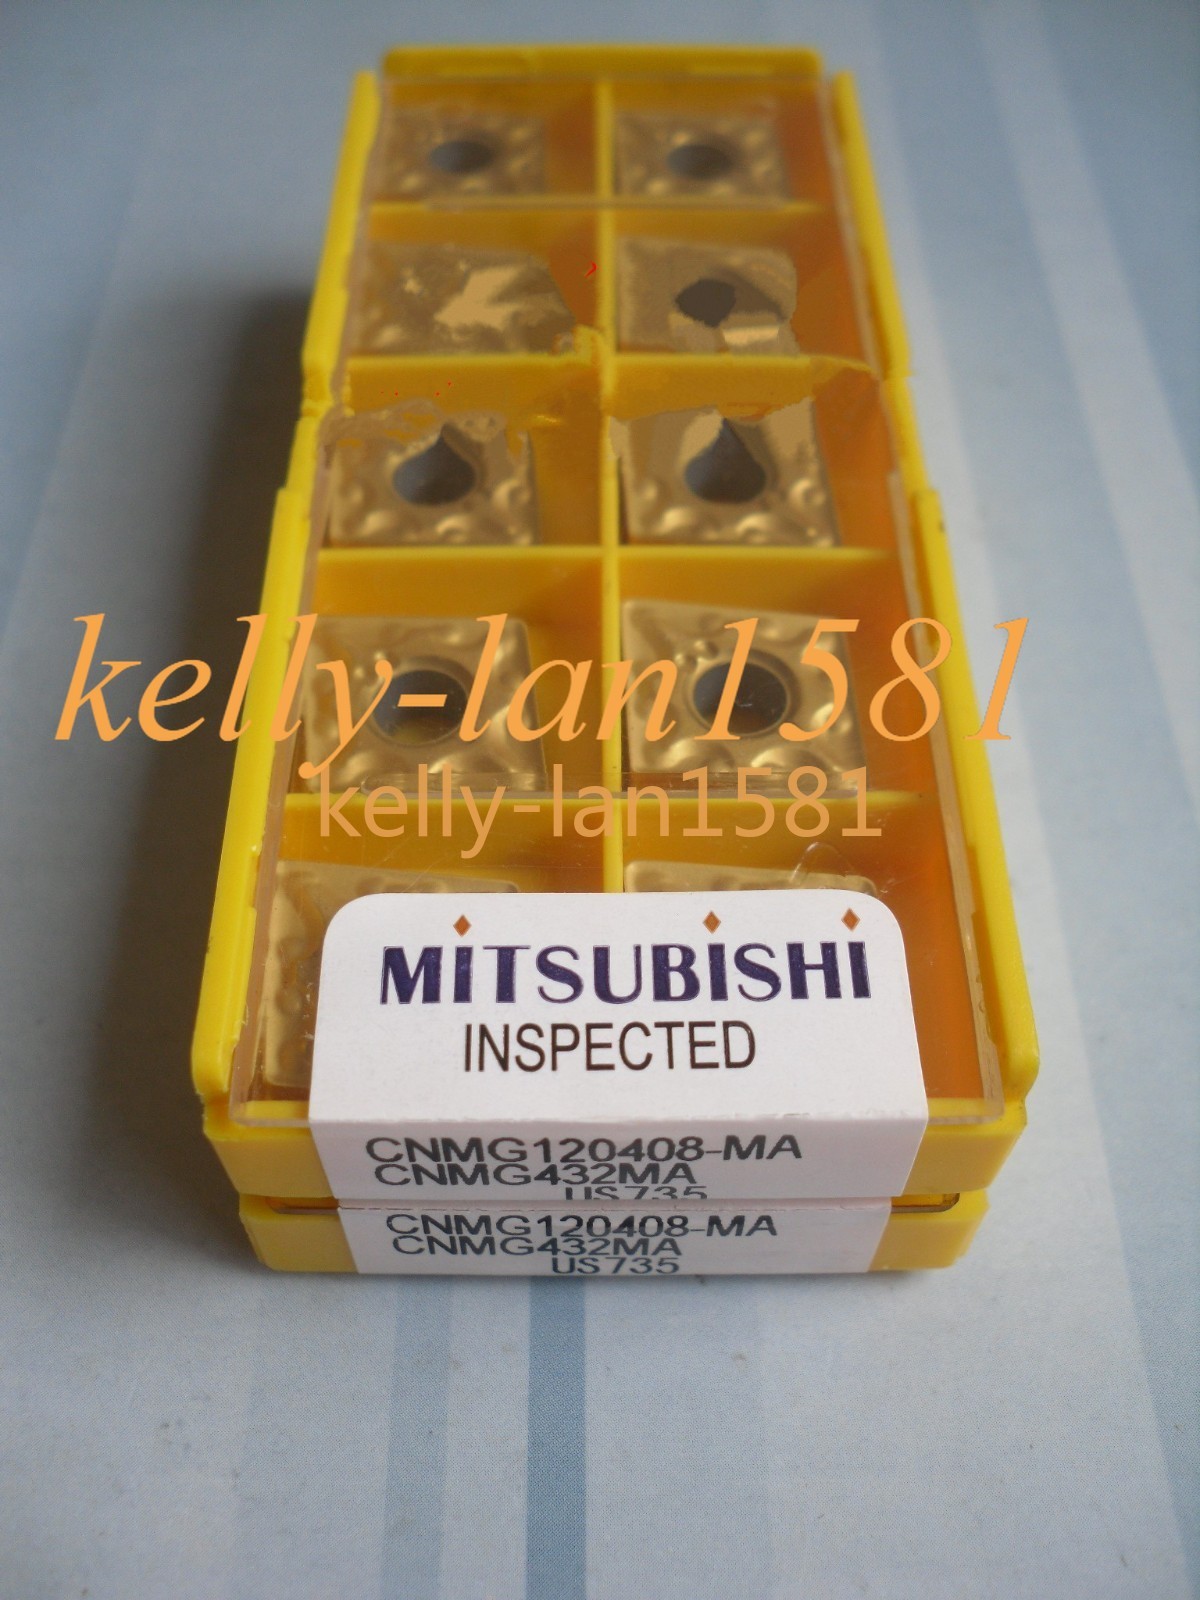 kelly-lan1581
kelly-lan1581
MITSUBISHI
INSPECTED
CNMG120408-MA
CNMG432MA
US735
CNMG120408-MA
CNMG432MA
US735